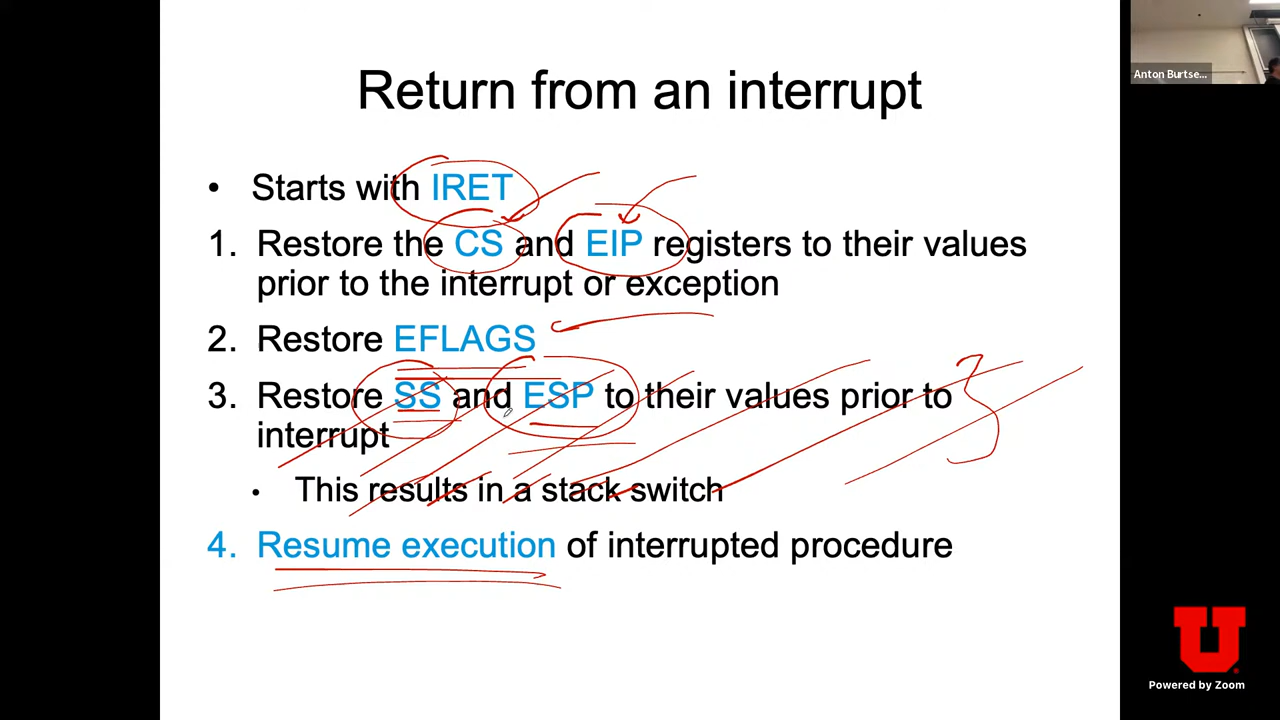 Return from an interrupt
• Starts with IRET
1. Restore the CS and EIP registers to their values
prior to the interrupt or exception
2. Restore EFLAGS
3. Restore SS and ESP to their values prior to
interrupt
• This results in a stack switch
4. Resume execution of interrupted procedure
Anton Burtse...
U
Powered by Zoom